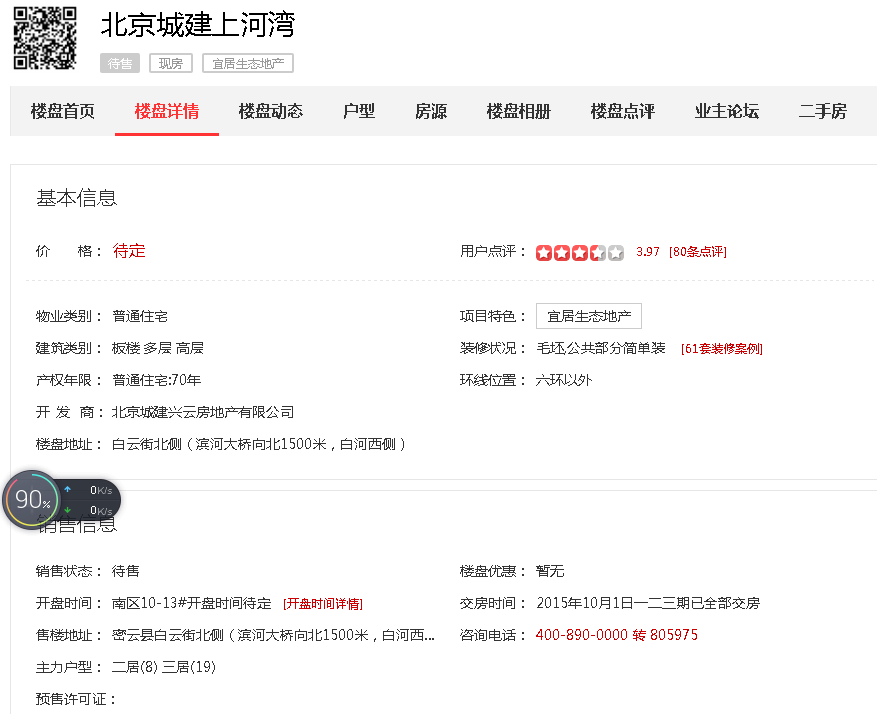 北京城建上河湾
待售 现房 宜居生态地产
楼盘首页 楼盘详情 楼盘动态 户型 房源 楼盘相册 楼盘点评 业主论坛 二手房
基本信息
价 格： 待定 用户点评： 3.97 [80条点评]
物业类别： 普通住宅 项目特色： 宜居生态地产
建筑类别： 板楼 多层 高层 装修状况： 毛坯,公共部分简单装 [61套装修案例]
产权年限： 普通住宅:70年 环线位置： 六环以外
开 发 商： 北京城建兴云房地产有限公司
楼盘地址： 白云街北侧（滨河大桥向北1500米，白河西侧）
90% 0K/s
0K/s
销售信息
销售状态： 待售 楼盘优惠： 暂无
开盘时间： 南区10-13#开盘时间待定 [开盘时间详情] 交房时间： 2015年10月1日一二三期已全部交房
售楼地址： 密云县白云街北侧（滨河大桥向北1500米，白河西... 咨询电话： 400-890-0000 转 805975
主力户型： 二居(8) 三居(19)
预售许可证：